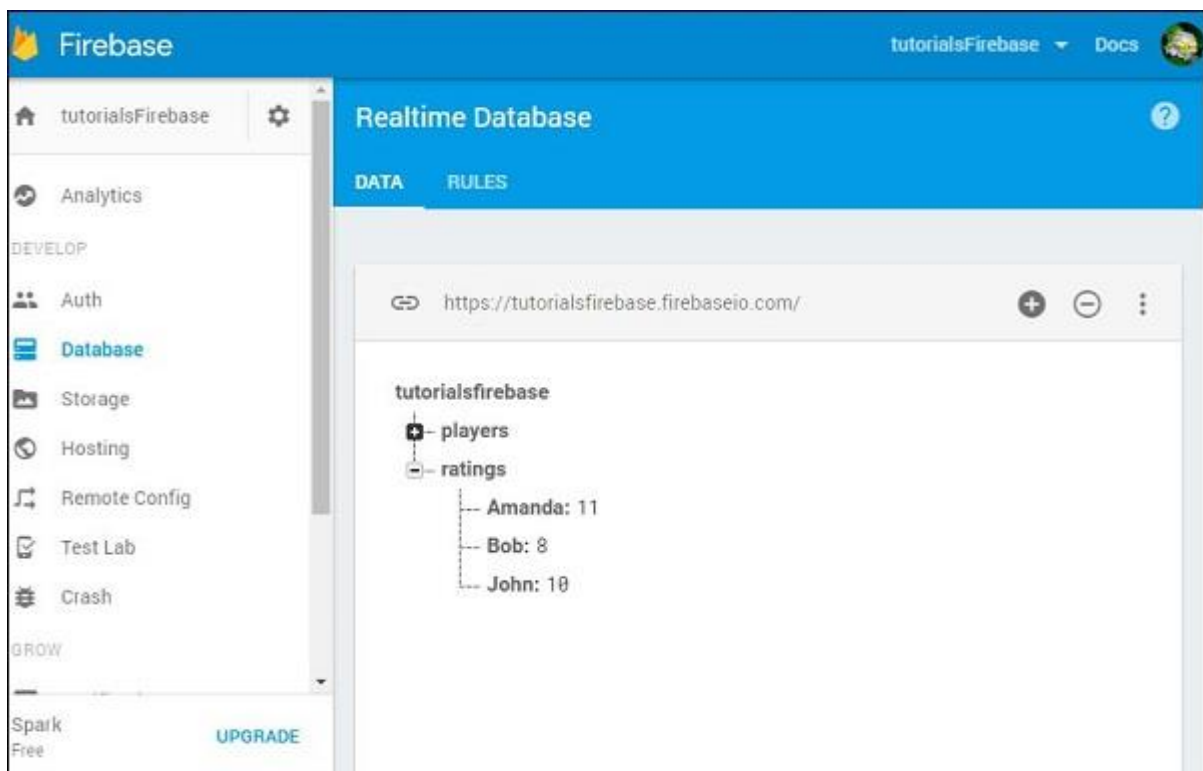 Firebase
tutorialsFirebase Docs
tutorialsFirebase
Realtime Database
?
DATA RULES
Analytics
DEVELOP
Auth
Database
Storage
Hosting
Remote Config
Test Lab
Crash
GROW
Spark
Free
UPGRADE
https://tutorialsfirebase.firebaseio.com/
tutorialsfirebase
players
ratings
Amanda: 11
Bob: 8
John: 10